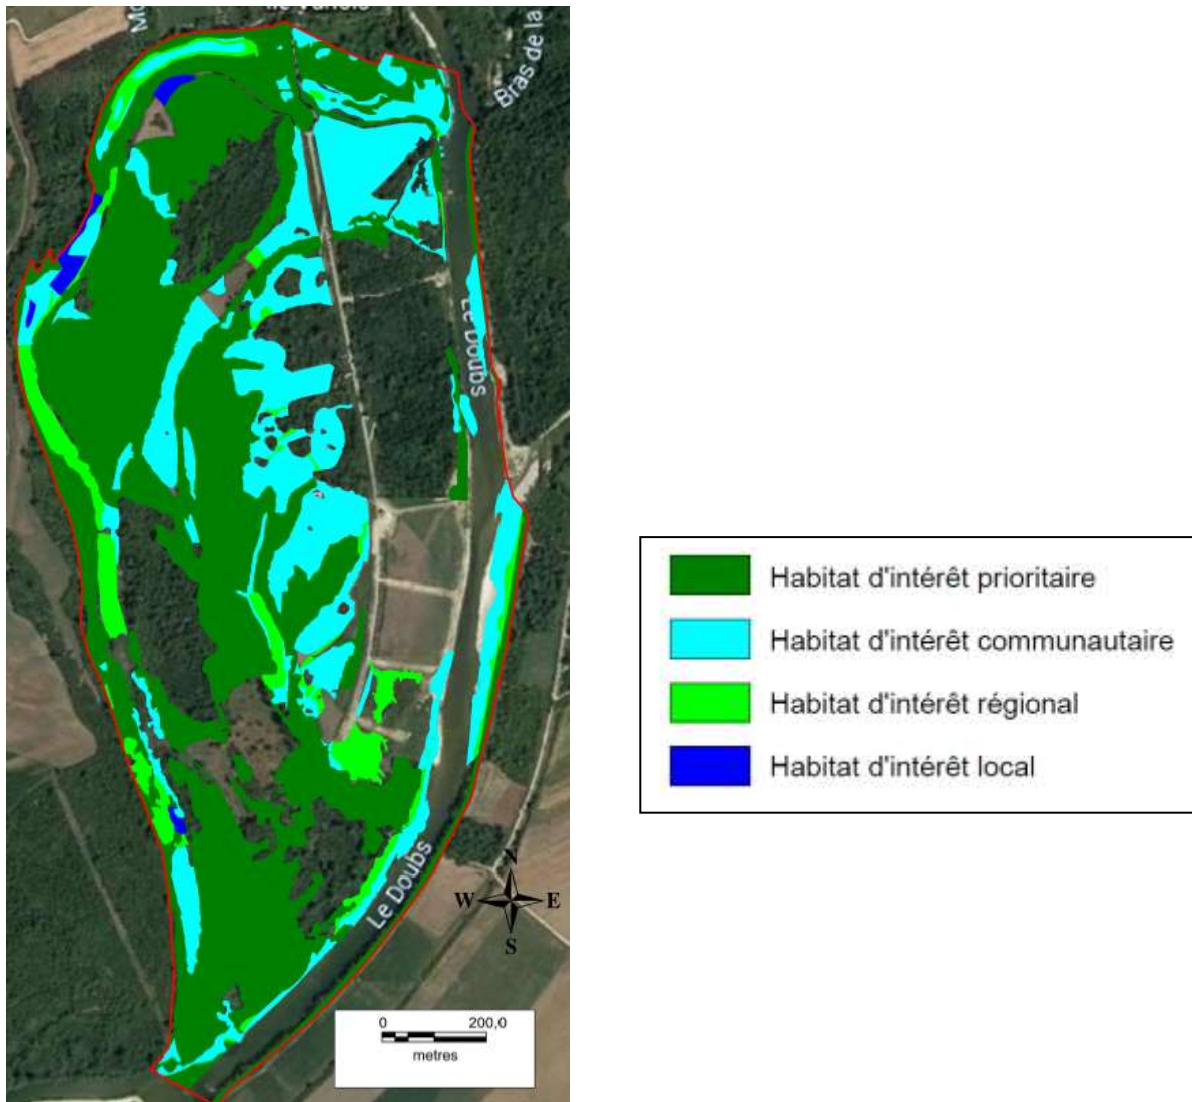 Bras de la
Le Doubs
Le Doubs
N
W
E
S
0 200,0
metres
Habitat d'intérêt prioritaire
Habitat d'intérêt communautaire
Habitat d'intérêt régional
Habitat d'intérêt local